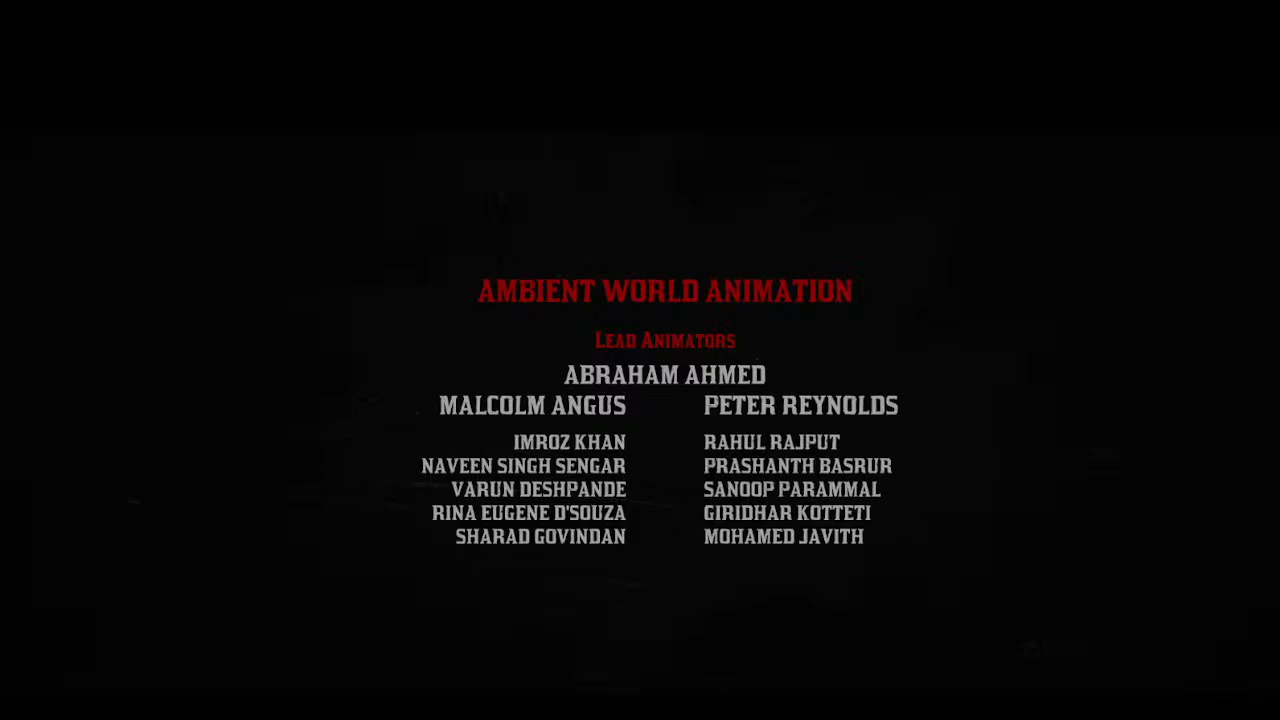 AMBIENT WORLD ANIMATION
LEAD ANIMATORS
ABRAHAM AHMED
MALCOLM ANGUS PETER REYNOLDS
IMROZ KHAN RAHUL RAJPUT
NAVEEN SINGH SENGAR PRASHANTH BASRUR
VARUN DESHPANDE SANOOP PARAMMAL
RINA EUGENE D'SOUZA GIRIDHAR KOTTETI
SHARAD GOVINDAN MOHAMED JAVITH